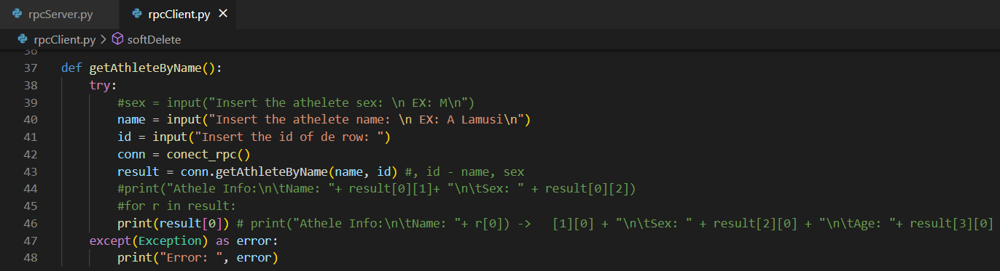 rpcServer.py rpcClient.py ×
rpcClient.py > softDelete
36
37 def getAthleteByName():
38     try:
39         #sex = input("Insert the athelete sex: \n EX: M\n")
40         name = input("Insert the athelete name: \n EX: A Lamusi\n")
41         id = input("Insert the id of de row: ")
42         conn = conect_rpc()
43         result = conn.getAthleteByName(name, id) #, id - name, sex
44         #print("Athele Info:\n\tName: "+ result[0][1]+ "\n\tSex: " + result[0][2])
45         #for r in result:
46         print(result[0]) # print("Athele Info:\n\tName: "+ r[0]) ->   [1][0] + "\n\tSex: " + result[2][0] + "\n\tAge: "+ result[3][0]
47     except(Exception) as error:
48         print("Error: ", error)